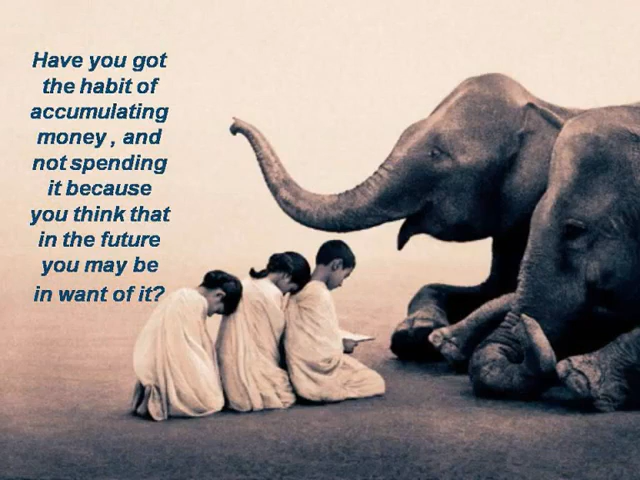 Have you got
the habit of
accumulating
money , and
not spending
it because
you think that
in the future
you may be
in want of it?